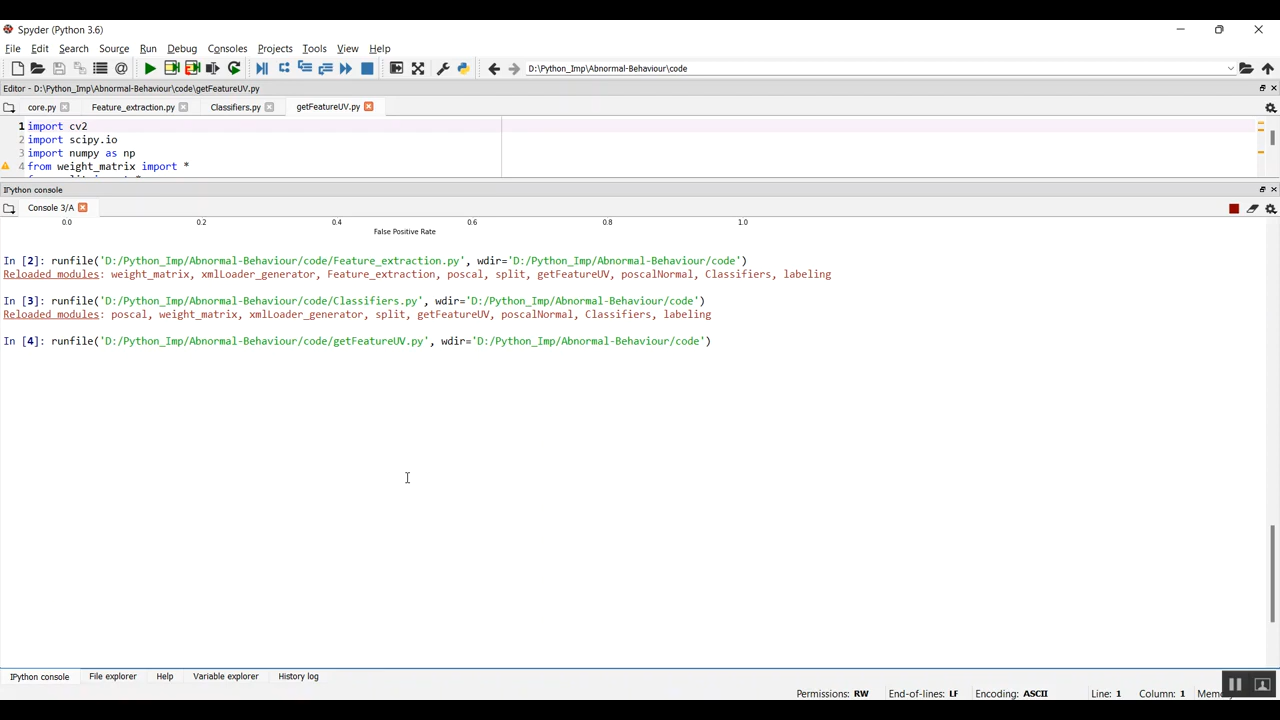 Spyder (Python 3.6)
File Edit Search Source Run Debug Consoles Projects Tools View Help
D:\Python_Imp\Abnormal-Behaviour\code
Editor - D:\Python_Imp\Abnormal-Behaviour\code\getFeatureUV.py
core.py Feature_extraction.py Classifiers.py getFeatureUV.py
1 import cv2
2 import scipy.io
3 import numpy as np
4 from weight_matrix import *
IPython console
Console 3/A
0.0 0.2 0.4 0.6 0.8 1.0
False Positive Rate
In [2]: runfile('D:/Python_Imp/Abnormal-Behaviour/code/Feature_extraction.py', wdir='D:/Python_Imp/Abnormal-Behaviour/code')
Reloaded modules: weight_matrix, xmlLoader_generator, Feature_extraction, poscal, split, getFeatureUV, poscalNormal, Classifiers, labeling
In [3]: runfile('D:/Python_Imp/Abnormal-Behaviour/code/Classifiers.py', wdir='D:/Python_Imp/Abnormal-Behaviour/code')
Reloaded modules: poscal, weight_matrix, xmlLoader_generator, split, getFeatureUV, poscalNormal, Classifiers, labeling
In [4]: runfile('D:/Python_Imp/Abnormal-Behaviour/code/getFeatureUV.py', wdir='D:/Python_Imp/Abnormal-Behaviour/code')
IPython console File explorer Help Variable explorer History log
Permissions: RW End-of-lines: LF Encoding: ASCII Line: 1 Column: 1